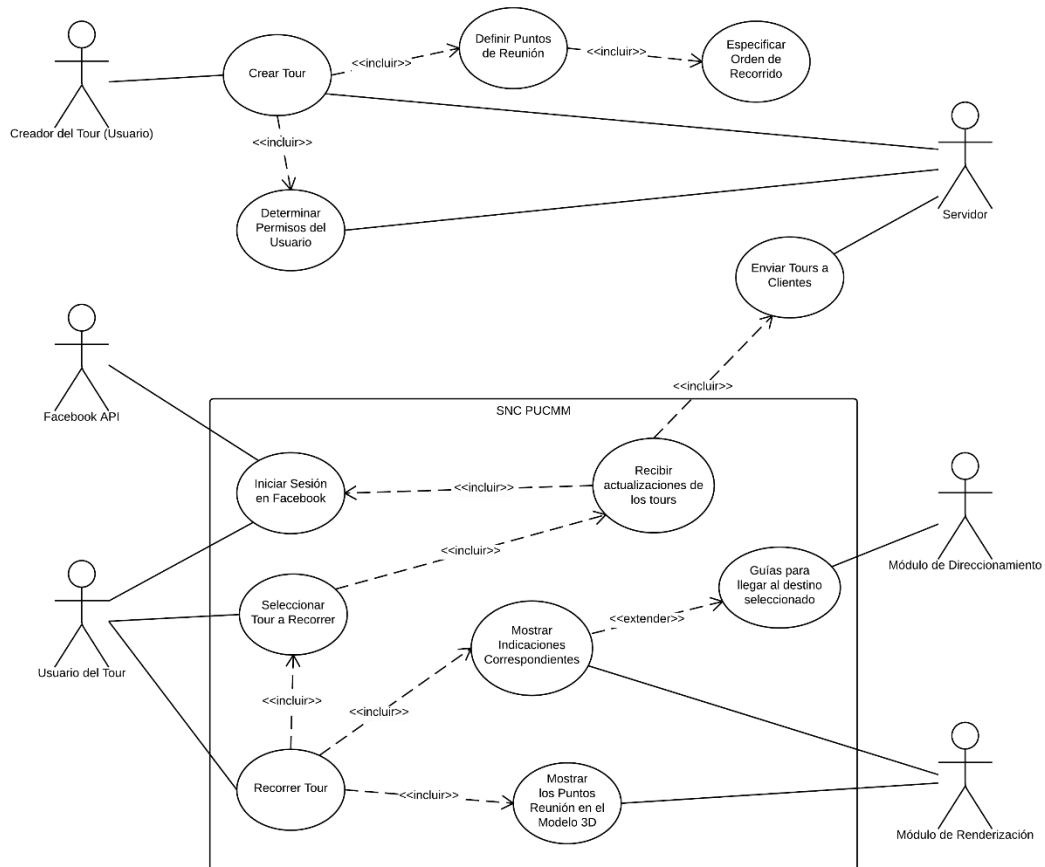 Definir Puntos
de Reunión
Especificar
Orden de
Recorrido
<<incluir>>
<<incluir>>
Crear Tour
Creador del Tour (Usuario)
<<incluir>>
Determinar
Permisos del
Usuario
Servidor
Enviar Tours a
Clientes
<<incluir>>
Facebook API
SNC PUCMM
Iniciar Sesión
en Facebook
<<incluir>>
Recibir
actualizaciones de
los tours
<<incluir>>
Módulo de Direccionamiento
Guías para
llegar al destino
seleccionado
Seleccionar
Tour a Recorrer
<<extender>>
Mostrar
Indicaciones
Correspondientes
Usuario del Tour
<<incluir>>
<<incluir>>
Recorrer Tour
<<incluir>>
Mostrar
los Puntos
Reunión en el
Modelo 3D
Módulo de Renderización